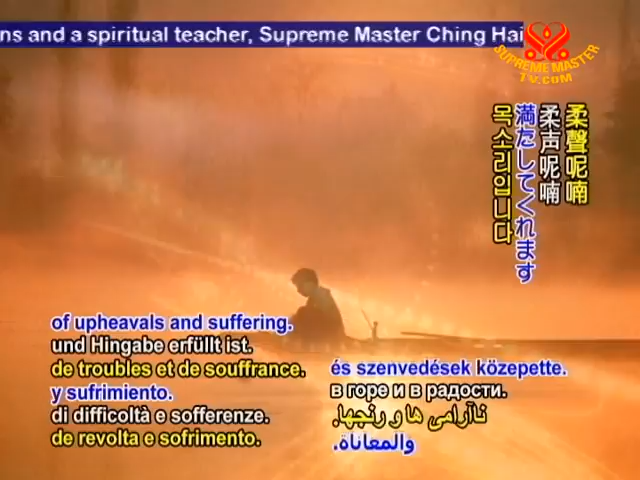 ns and a spiritual teacher, Supreme Master Ching Hai
SUPREME MASTER
TV.COM
柔聲呢喃
柔声呢喃
満たしてくれます
목소리입니다
of upheavals and suffering.
und Hingabe erfüllt ist.
de troubles et de souffrance.
y sufrimiento.
di difficoltà e sofferenze.
de revolta e sofrimento.
és szenvedések közepette.
в горе и в радости.
ناآرامی ها و رنجها.
والمعاناة.